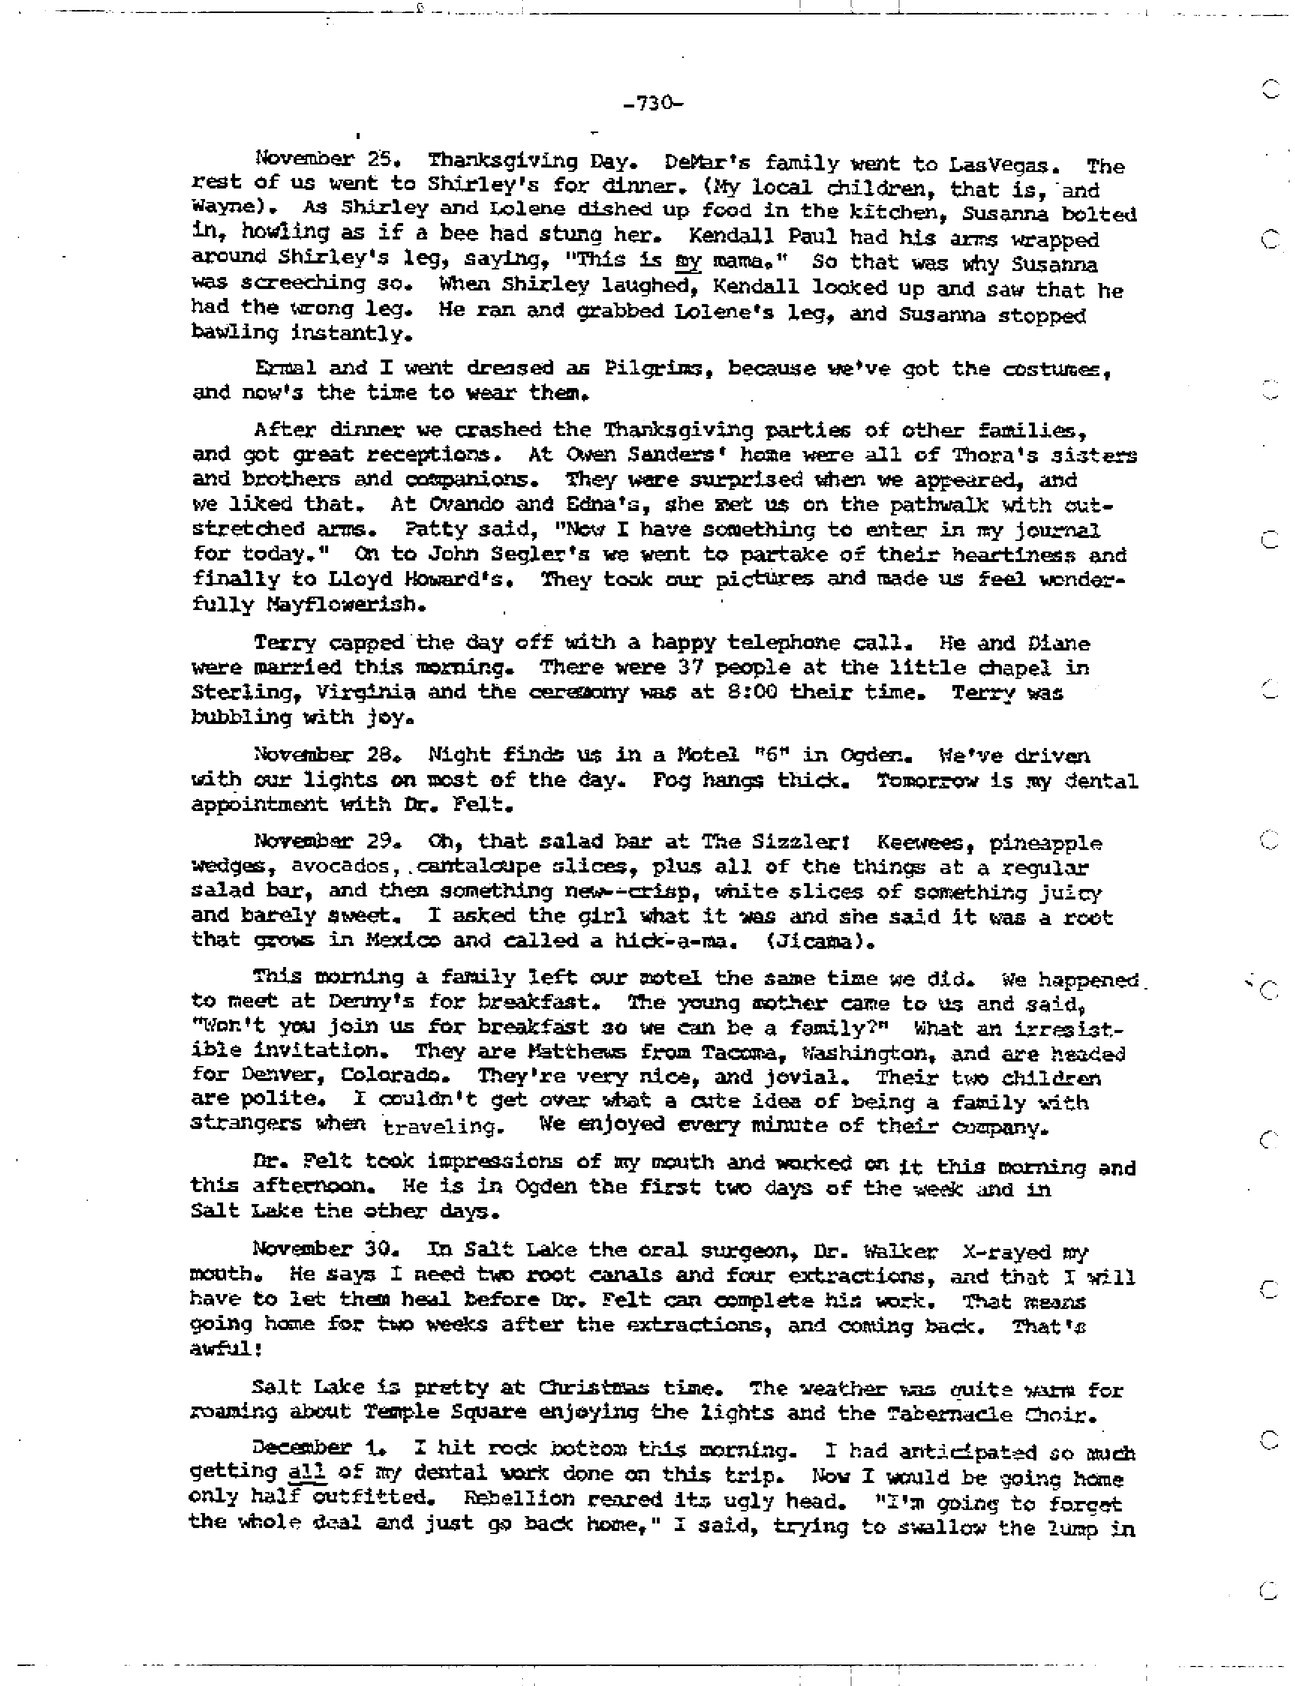 -730-
November 25. Thanksgiving Day. DeMar's family went to LasVegas. The
rest of us went to Shirley's for dinner. (My local children, that is, and
Wayne). As Shirley and Lolene dished up food in the kitchen, Susanna bolted
in, howling as if a bee had stung her. Kendall Paul had his arms wrapped
around Shirley's leg, saying, "This is my mama." So that was why Susanna
was screeching so. When Shirley laughed, Kendall looked up and saw that he
had the wrong leg. He ran and grabbed Lolene's leg, and Susanna stopped
bawling instantly.
Ermal and I went dressed as Pilgrims, because we've got the costumes,
and now's the time to wear them.
After dinner we crashed the Thanksgiving parties of other families,
and got great receptions. At Owen Sanders' home were all of Thora's sisters
and brothers and companions. They were surprised when we appeared, and
we liked that. At Ovando and Edna's, she met us on the pathwalk with out-
stretched arms. Patty said, "Now I have something to enter in my journal
for today." On to John Segler's we went to partake of their heartiness and
finally to Lloyd Howard's. They took our pictures and made us feel wonder-
fully Mayflowerish.
Terry capped the day off with a happy telephone call. He and Diane
were married this morning. There were 37 people at the little chapel in
Sterling, Virginia and the ceremony was at 8:00 their time. Terry was
bubbling with joy.
November 28. Night finds us in a Motel "6" in Ogden. We've driven
with our lights on most of the day. Fog hangs thick. Tomorrow is my dental
appointment with Dr. Felt.
November 29. Oh, that salad bar at The Sizzler! Keewees, pineapple
wedges, avocados, cantaloupe slices, plus all of the things at a regular
salad bar, and then something new--crisp, white slices of something juicy
and barely sweet. I asked the girl what it was and she said it was a root
that grows in Mexico and called a hick-a-ma. (Jicama).
This morning a family left our motel the same time we did. We happened
to meet at Denny's for breakfast. The young mother came to us and said,
"Won't you join us for breakfast so we can be a family?" What an irresist-
ible invitation. They are Matthews from Tacoma, Washington, and are headed
for Denver, Colorado. They're very nice, and jovial. Their two children
are polite. I couldn't get over what a cute idea of being a family with
strangers when traveling. We enjoyed every minute of their company.
Dr. Felt took impressions of my mouth and worked on it this morning and
this afternoon. He is in Ogden the first two days of the week and in
Salt Lake the other days.
November 30. In Salt Lake the oral surgeon, Dr. Walker X-rayed my
mouth. He says I need two root canals and four extractions, and that I will
have to let them heal before Dr. Felt can complete his work. That means
going home for two weeks after the extractions, and coming back. That's
awful!
Salt Lake is pretty at Christmas time. The weather was quite warm for
roaming about Temple Square enjoying the lights and the Tabernacle Choir.
December 1. I hit rock bottom this morning. I had anticipated so much
getting all of my dental work done on this trip. Now I would be going home
only half outfitted. Rebellion reared its ugly head. "I'm going to forget
the whole deal and just go back home," I said, trying to swallow the lump in